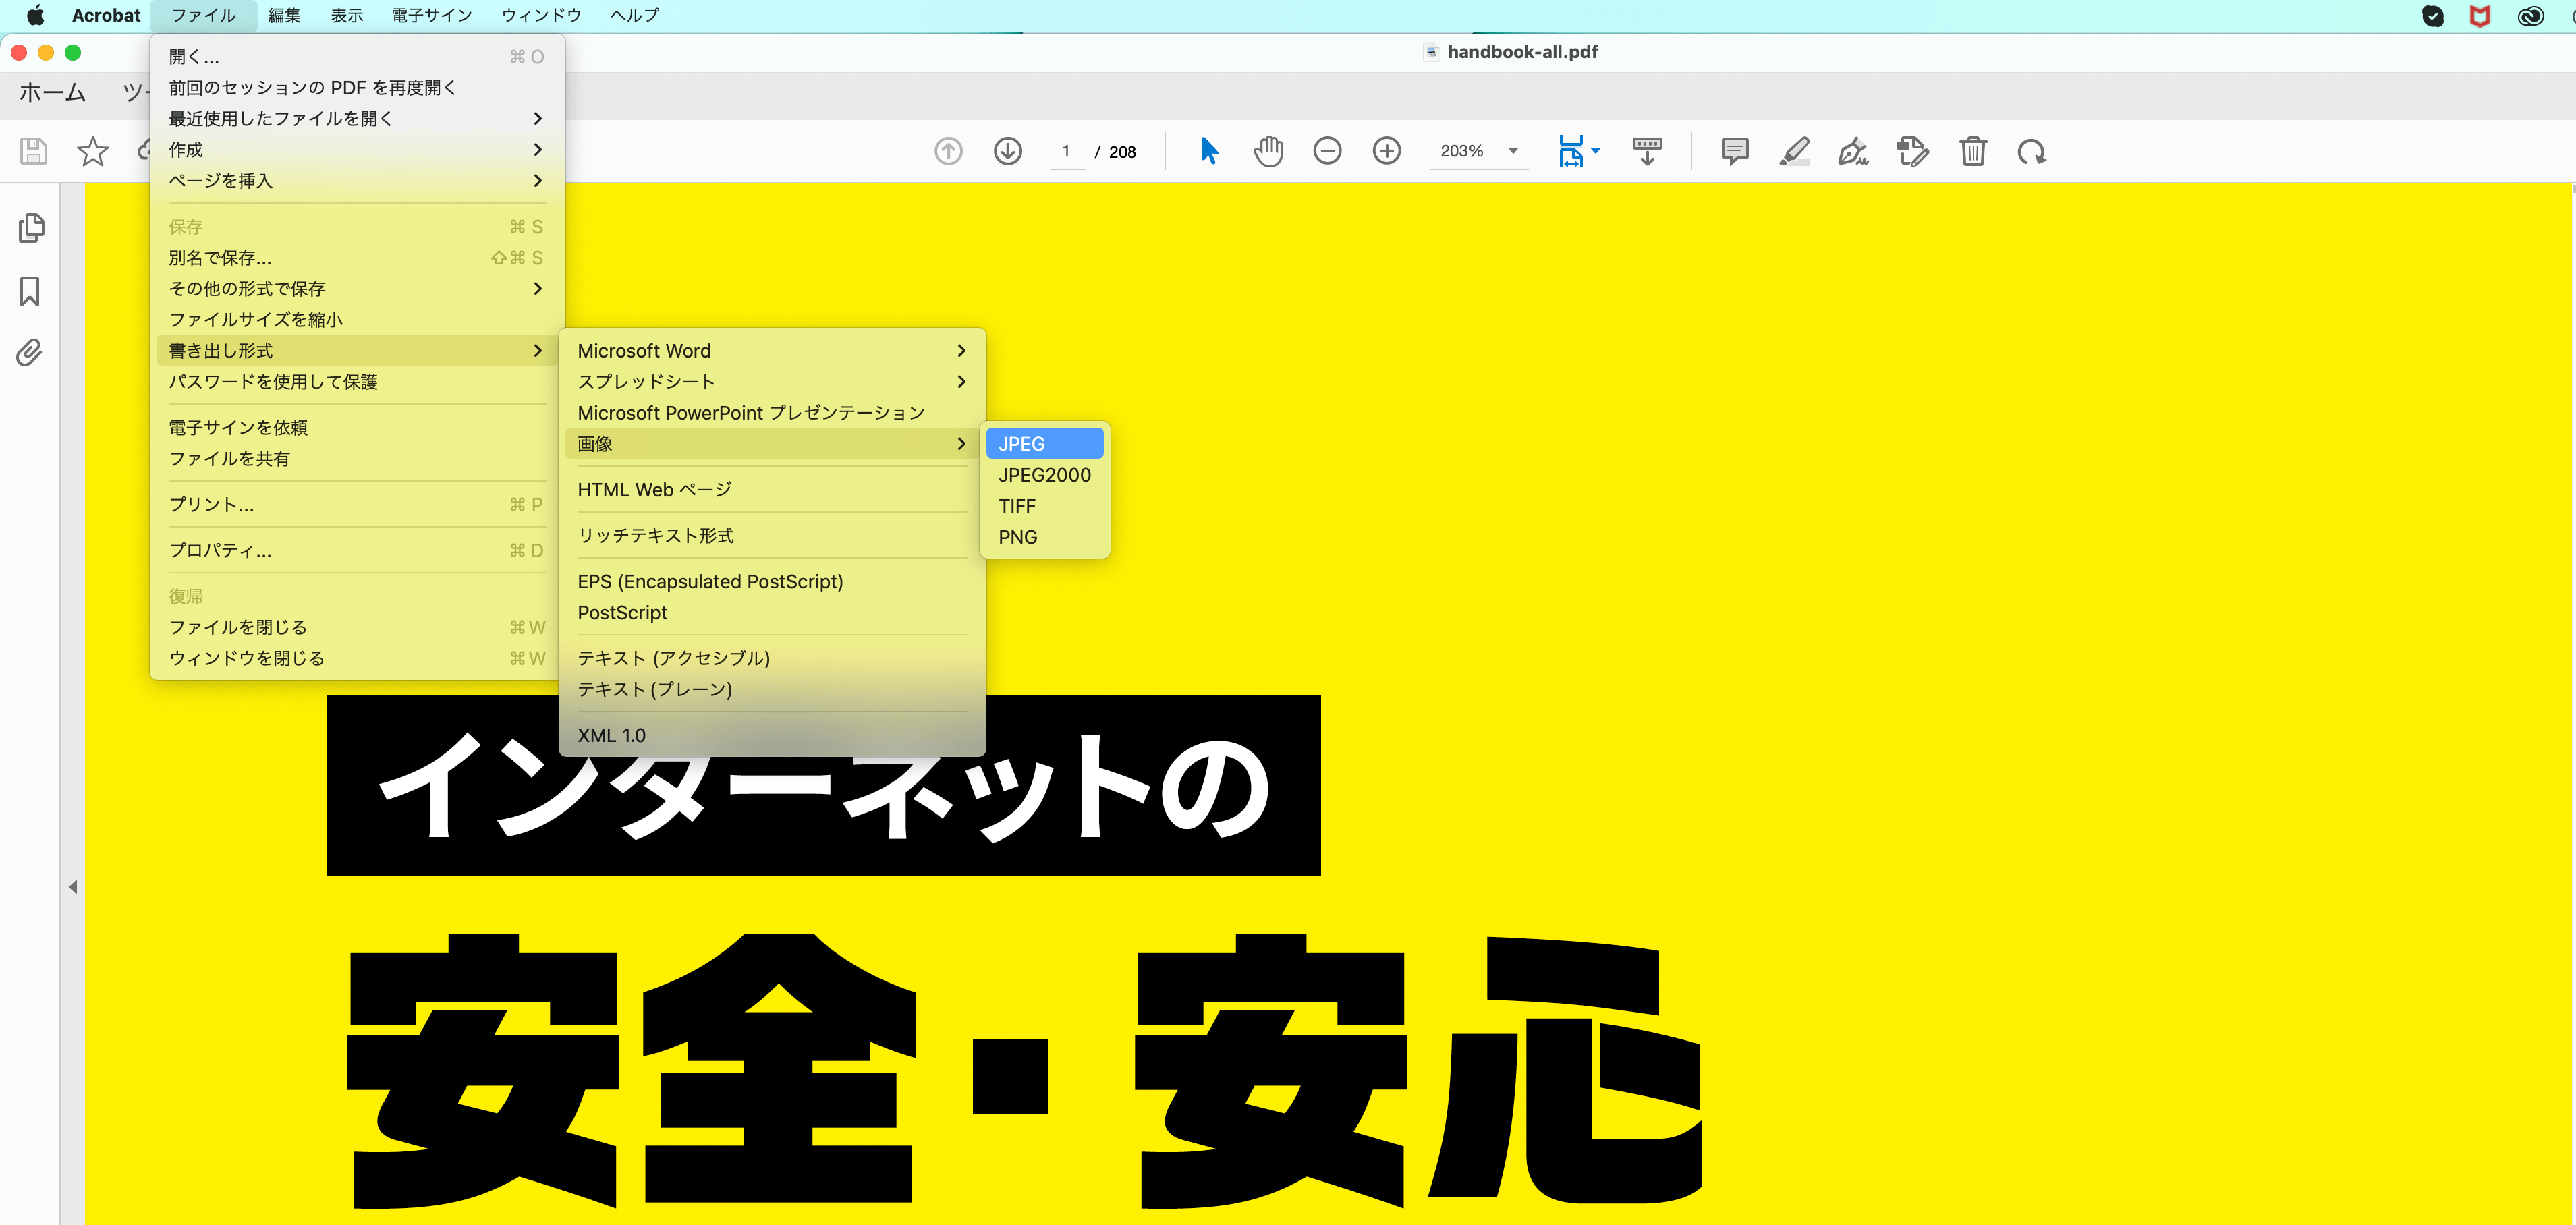 Acrobat ファイル 編集 表示 電子サイン ウィンドウ ヘルプ
handbook-all.pdf
ホーム
1 / 208
203%
開く... ⌘ O
前回のセッションの PDF を再度開く
最近使用したファイルを開く
作成
ページを挿入
保存 ⌘ S
別名で保存... ⇧⌘ S
その他の形式で保存
ファイルサイズを縮小
書き出し形式
パスワードを使用して保護
電子サインを依頼
ファイルを共有
プリント... ⌘ P
プロパティ... ⌘ D
復帰
ファイルを閉じる ⌘ W
ウィンドウを閉じる ⌘ W
Microsoft Word
スプレッドシート
Microsoft PowerPoint プレゼンテーション
画像
HTML Web ページ
リッチテキスト形式
EPS (Encapsulated PostScript)
PostScript
テキスト (アクセシブル)
テキスト (プレーン)
XML 1.0
JPEG
JPEG2000
TIFF
PNG
インターネットの
安全・安心